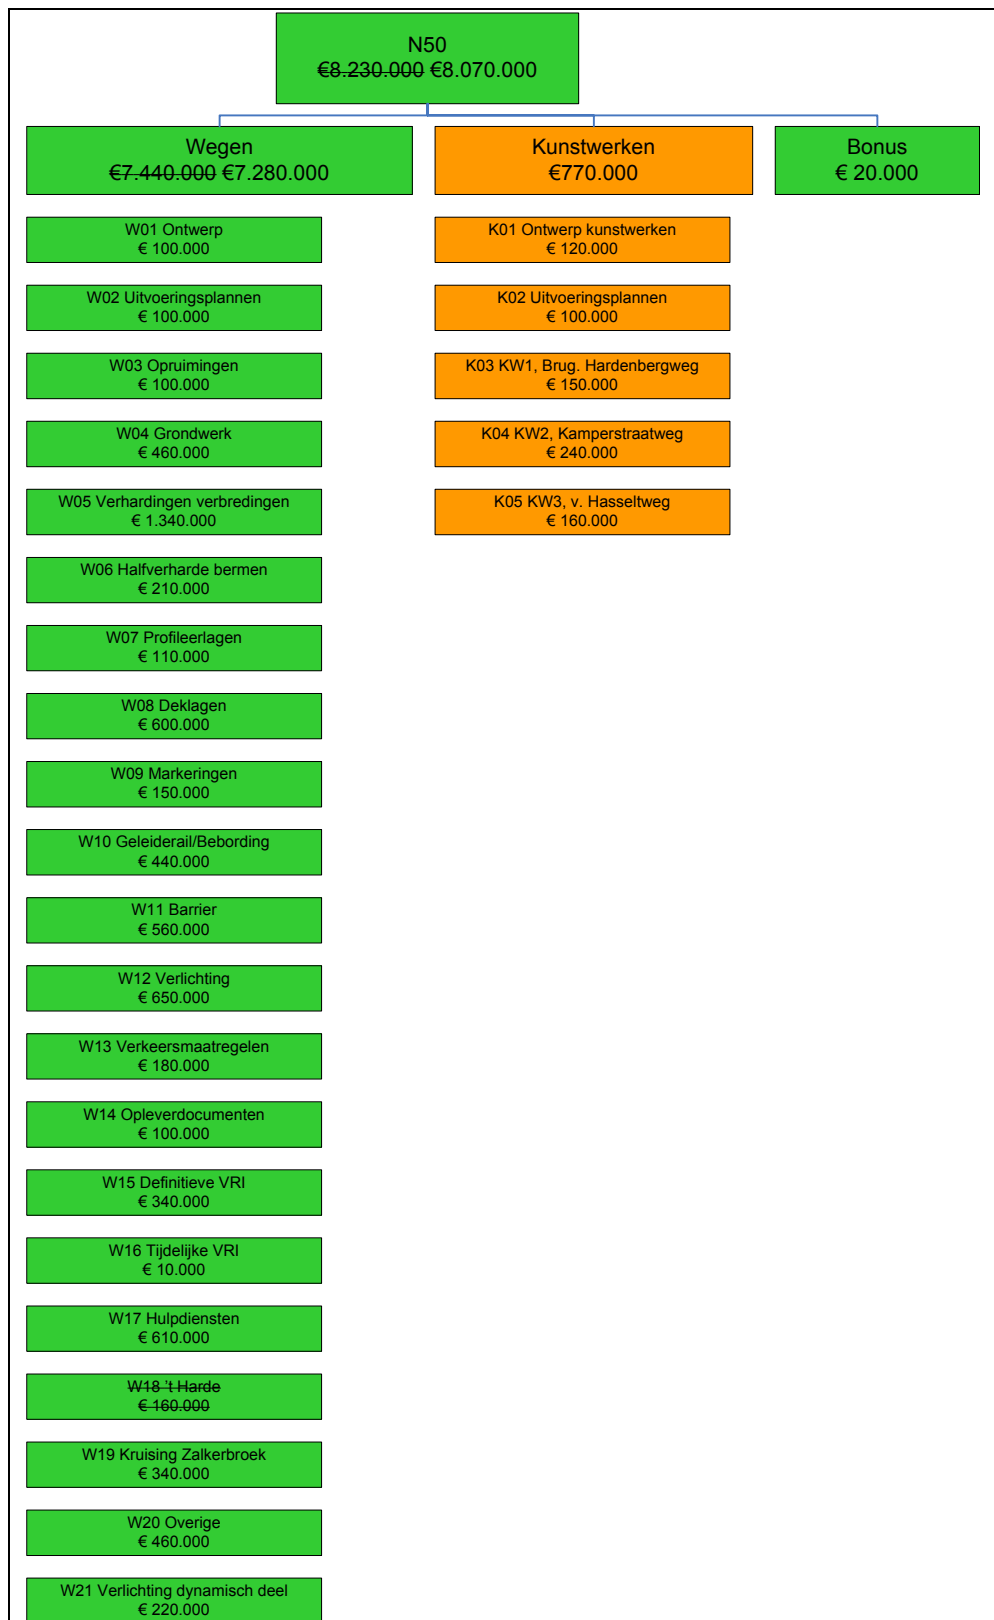 N50
€8.230.000 €8.070.000
Wegen
€7.440.000 €7.280.000
Kunstwerken
€770.000
Bonus
€ 20.000
W01 Ontwerp
€ 100.000
W02 Uitvoeringsplannen
€ 100.000
W03 Opruimingen
€ 100.000
W04 Grondwerk
€ 460.000
W05 Verhardingen verbredingen
€ 1.340.000
W06 Halfverharde bermen
€ 210.000
W07 Profileerlagen
€ 110.000
W08 Deklagen
€ 600.000
W09 Markeringen
€ 150.000
W10 Geleiderail/Bebording
€ 440.000
W11 Barrier
€ 560.000
W12 Verlichting
€ 650.000
W13 Verkeersmaatregelen
€ 180.000
W14 Opleverdocumenten
€ 100.000
W15 Definitieve VRI
€ 340.000
W16 Tijdelijke VRI
€ 10.000
W17 Hulpdiensten
€ 610.000
W18 't Harde
€ 160.000
W19 Kruising Zalkerbroek
€ 340.000
W20 Overige
€ 460.000
W21 Verlichting dynamisch deel
€ 220.000
K01 Ontwerp kunstwerken
€ 120.000
K02 Uitvoeringsplannen
€ 100.000
K03 KW1, Brug. Hardenbergweg
€ 150.000
K04 KW2, Kamperstraatweg
€ 240.000
K05 KW3, v. Hasseltweg
€ 160.000